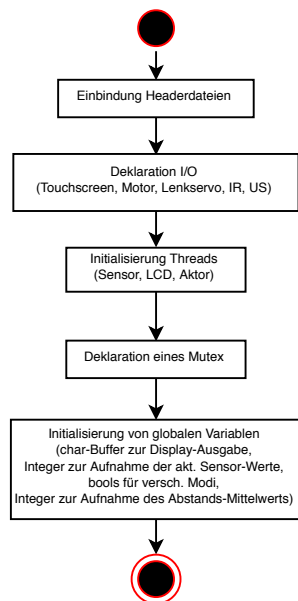 Einbindung Headerdateien
Deklaration I/O
(Touchscreen, Motor, Lenkservo, IR, US)
Initialisierung Threads
(Sensor, LCD, Aktor)
Deklaration eines Mutex
Initialisierung von globalen Variablen
(char-Buffer zur Display-Ausgabe,
Integer zur Aufnahme der akt. Sensor-Werte,
bools für versch. Modi,
Integer zur Aufnahme des Abstands-Mittelwerts)